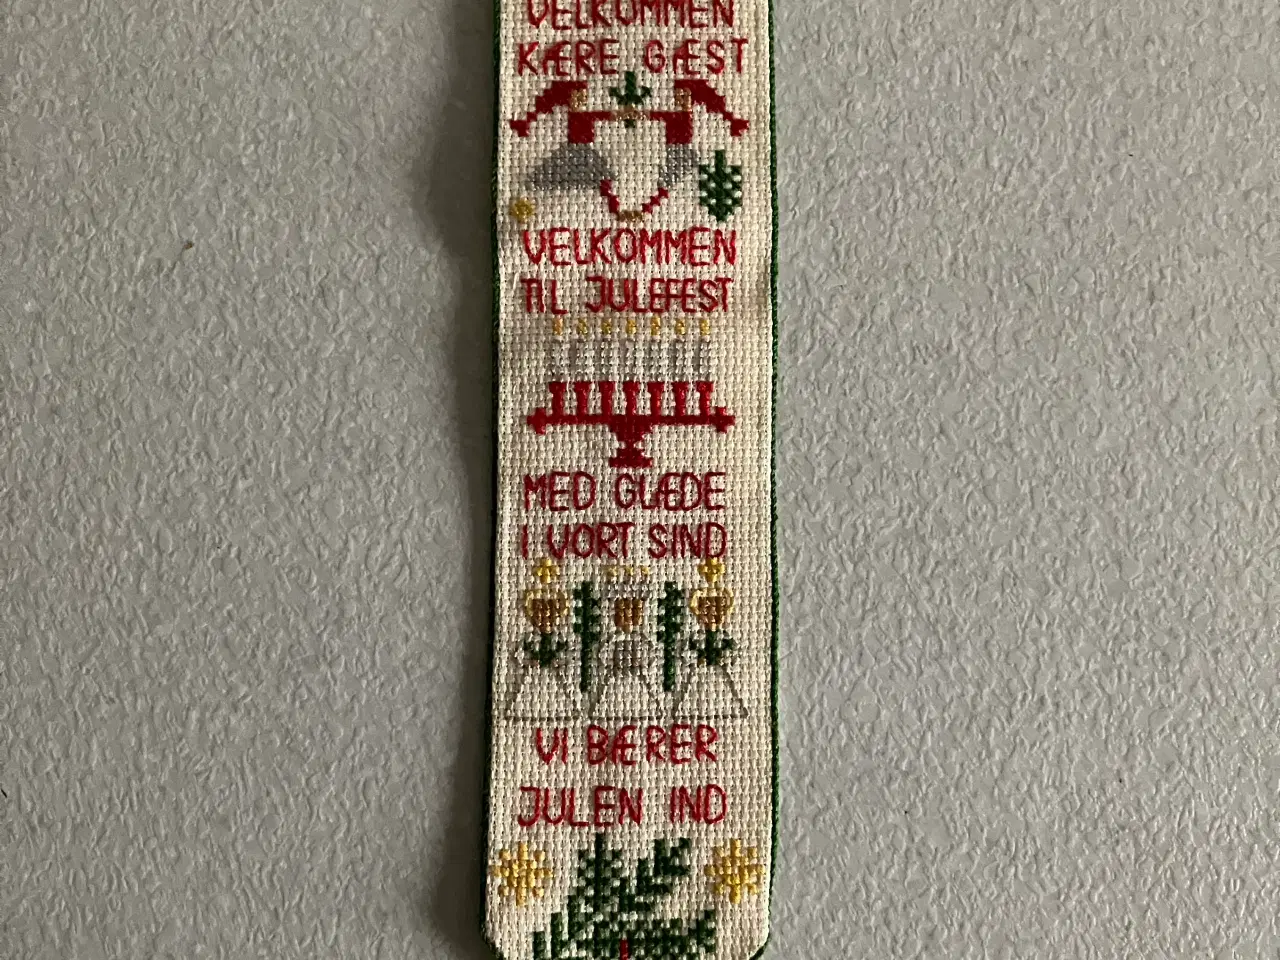 VELKOMMEN
KÆRE GÆST
VELKOMMEN
TIL JULEFEST
MED GLÆDE
I VORT SIND
VI BÆRER
JULEN IND